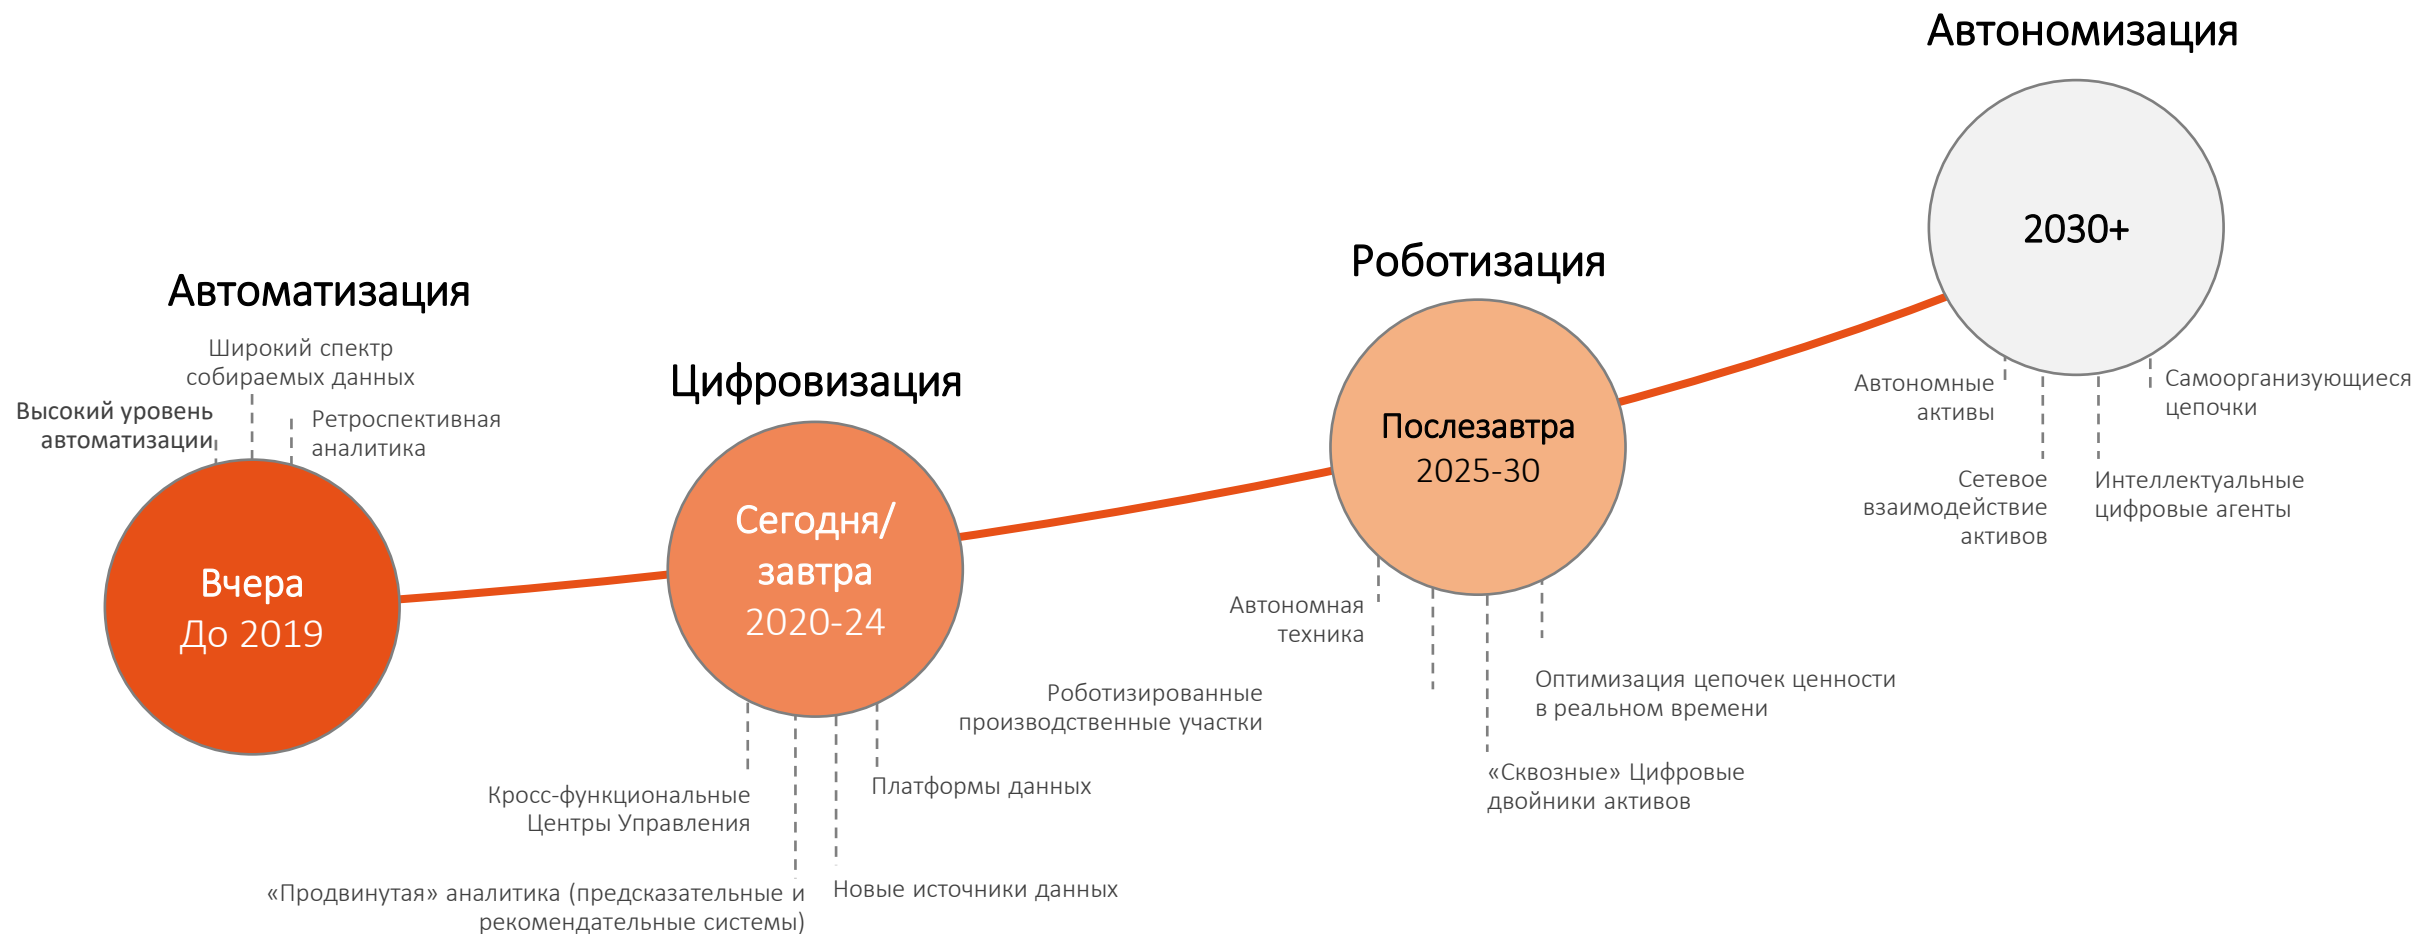 Автоматизация
Широкий спектр
собираемых данных
Высокий уровень
автоматизации
Ретроспективная
аналитика
Вчера
До 2019
Цифровизация
Сегодня/
завтра
2020-24
Кросс-функциональные
Центры Управления
«Продвинутая» аналитика (предсказательные и
рекомендательные системы)
Новые источники данных
Платформы данных
Роботизация
Послезавтра
2025-30
Автономная
техника
Роботизированные
производственные участки
«Сквозные» Цифровые
двойники активов
Оптимизация цепочек ценности
в реальном времени
Автономизация
2030+
Автономные
активы
Сетевое
взаимодействие
активов
Интеллектуальные
цифровые агенты
Самоорганизующиеся
цепочки